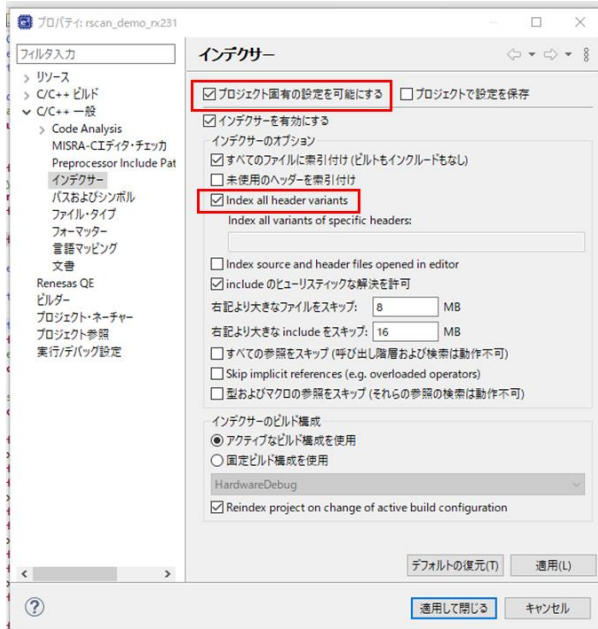 プロパティ: rscan_demo_rx231
フィルタ入力
リソース
C/C++ ビルド
C/C++ 一般
Code Analysis
MISRA-Cエディタ・チェッカ
Preprocessor Include Pat
インデクサー
パスおよびシンボル
ファイル・タイプ
フォーマッター
言語マッピング
文書
Renesas QE
ビルダー
プロジェクト・ネーチャー
プロジェクト参照
実行/デバッグ設定
インデクサー
プロジェクト固有の設定を可能にする プロジェクトで設定を保存
インデクサーを有効にする
インデクサーのオプション
すべてのファイルに索引付け (ビルトもインクルードもなし)
未使用のヘッダーを索引付け
Index all header variants
Index all variants of specific headers:
Index source and header files opened in editor
include のヒューリスティックな解決を許可
右記より大きなファイルをスキップ: 8 MB
右記より大きな include をスキップ: 16 MB
すべての参照をスキップ (呼び出し階層および検索は動作不可)
Skip implicit references (e.g. overloaded operators)
型およびマクロの参照をスキップ (それらの参照の検索は動作不可)
インデクサーのビルド構成
アクティブなビルド構成を使用
固定ビルド構成を使用
HardwareDebug
Reindex project on change of active build configuration
デフォルトの復元(T) 適用(L)
適用して閉じる キャンセル